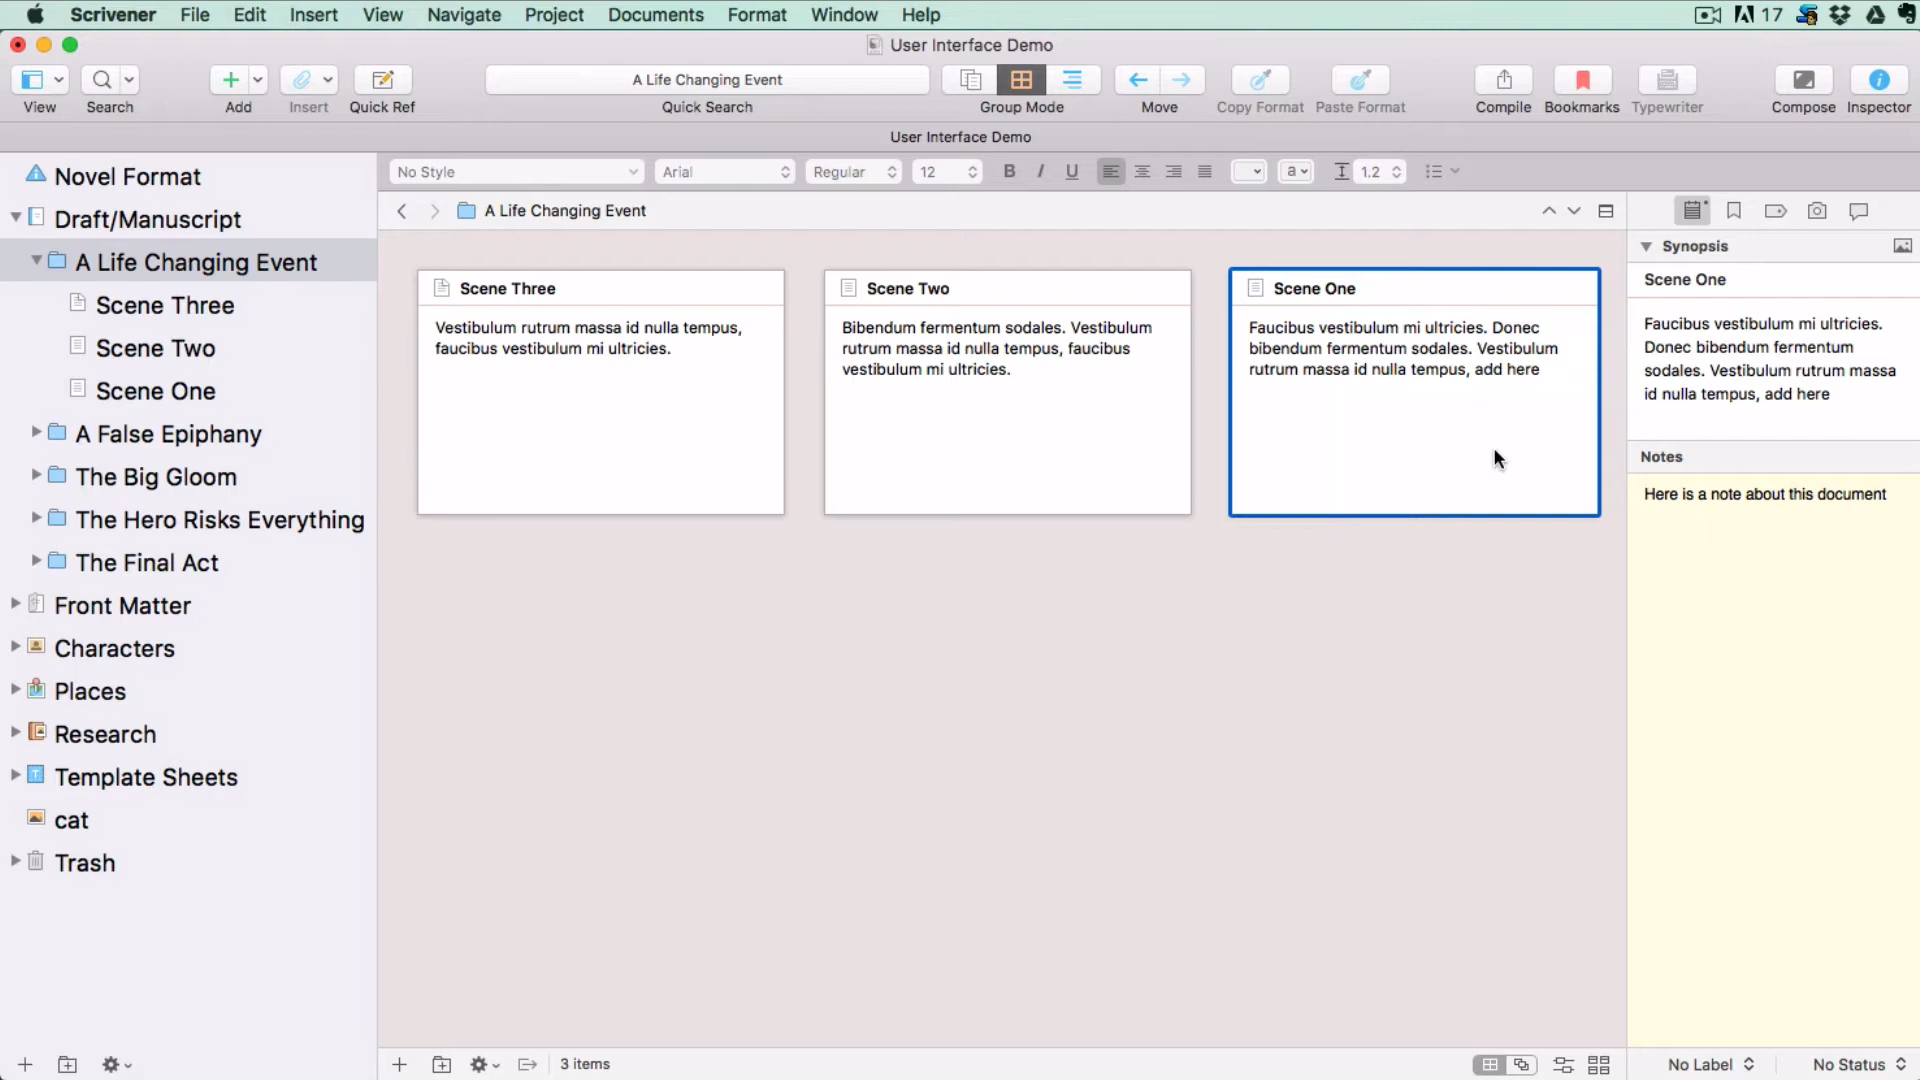 Scrivener File Edit Insert View Navigate Project Documents Format Window Help 17
User Interface Demo
A Life Changing Event
View Search Add Insert Quick Ref Quick Search Group Mode Move Copy Format Paste Format Compile Bookmarks Typewriter Compose Inspector
User Interface Demo
No Style Arial Regular 12 B I U a 1.2
A Life Changing Event
Novel Format
Draft/Manuscript
A Life Changing Event
Scene Three
Scene Two
Scene One
A False Epiphany
The Big Gloom
The Hero Risks Everything
The Final Act
Front Matter
Characters
Places
Research
Template Sheets
cat
Trash
Scene Three
Vestibulum rutrum massa id nulla tempus,
faucibus vestibulum mi ultricies.
Scene Two
Bibendum fermentum sodales. Vestibulum
rutrum massa id nulla tempus, faucibus
vestibulum mi ultricies.
Scene One
Faucibus vestibulum mi ultricies. Donec
bibendum fermentum sodales. Vestibulum
rutrum massa id nulla tempus, add here
Synopsis
Scene One
Faucibus vestibulum mi ultricies.
Donec bibendum fermentum
sodales. Vestibulum rutrum massa
id nulla tempus, add here
Notes
Here is a note about this document
3 items
No Label No Status